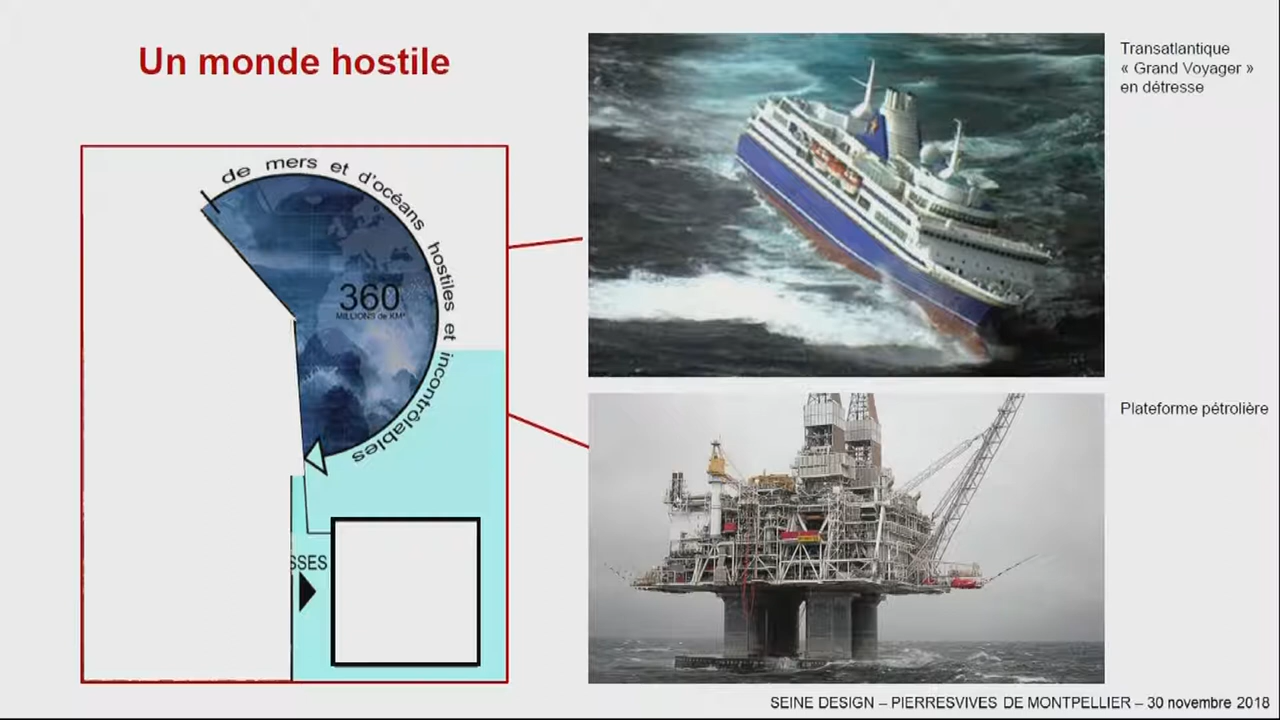 Un monde hostile
de mers et d'océans hostiles et incontrôlables
360
MILLIONS de KM²
SSES
Transatlantique
« Grand Voyager »
en détresse
Plateforme pétrolière
SEINE DESIGN – PIERRESVIVES DE MONTPELLIER – 30 novembre 2018